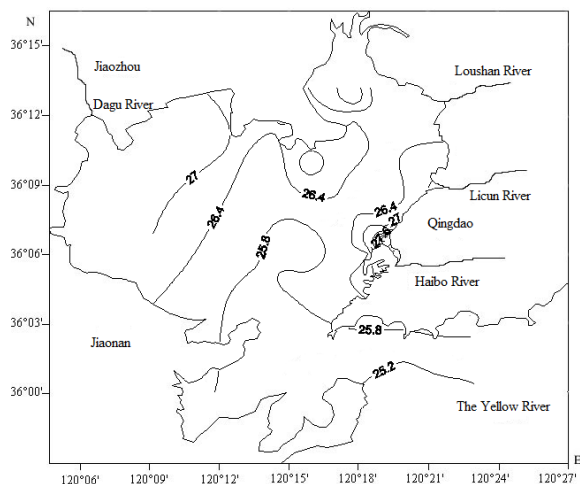 N
36°15'
Jiaozhou
Loushan River
36°12'
Dagu River
36°09'
27
26.4
Licun River
26.4
26.4
27
Qingdao
27.6
36°06'
25.8
Haibo River
36°03'
25.8
Jiaonan
36°00'
25.2
The Yellow River
E
120°06' 120°09' 120°12' 120°15' 120°18' 120°21' 120°24' 120°27'